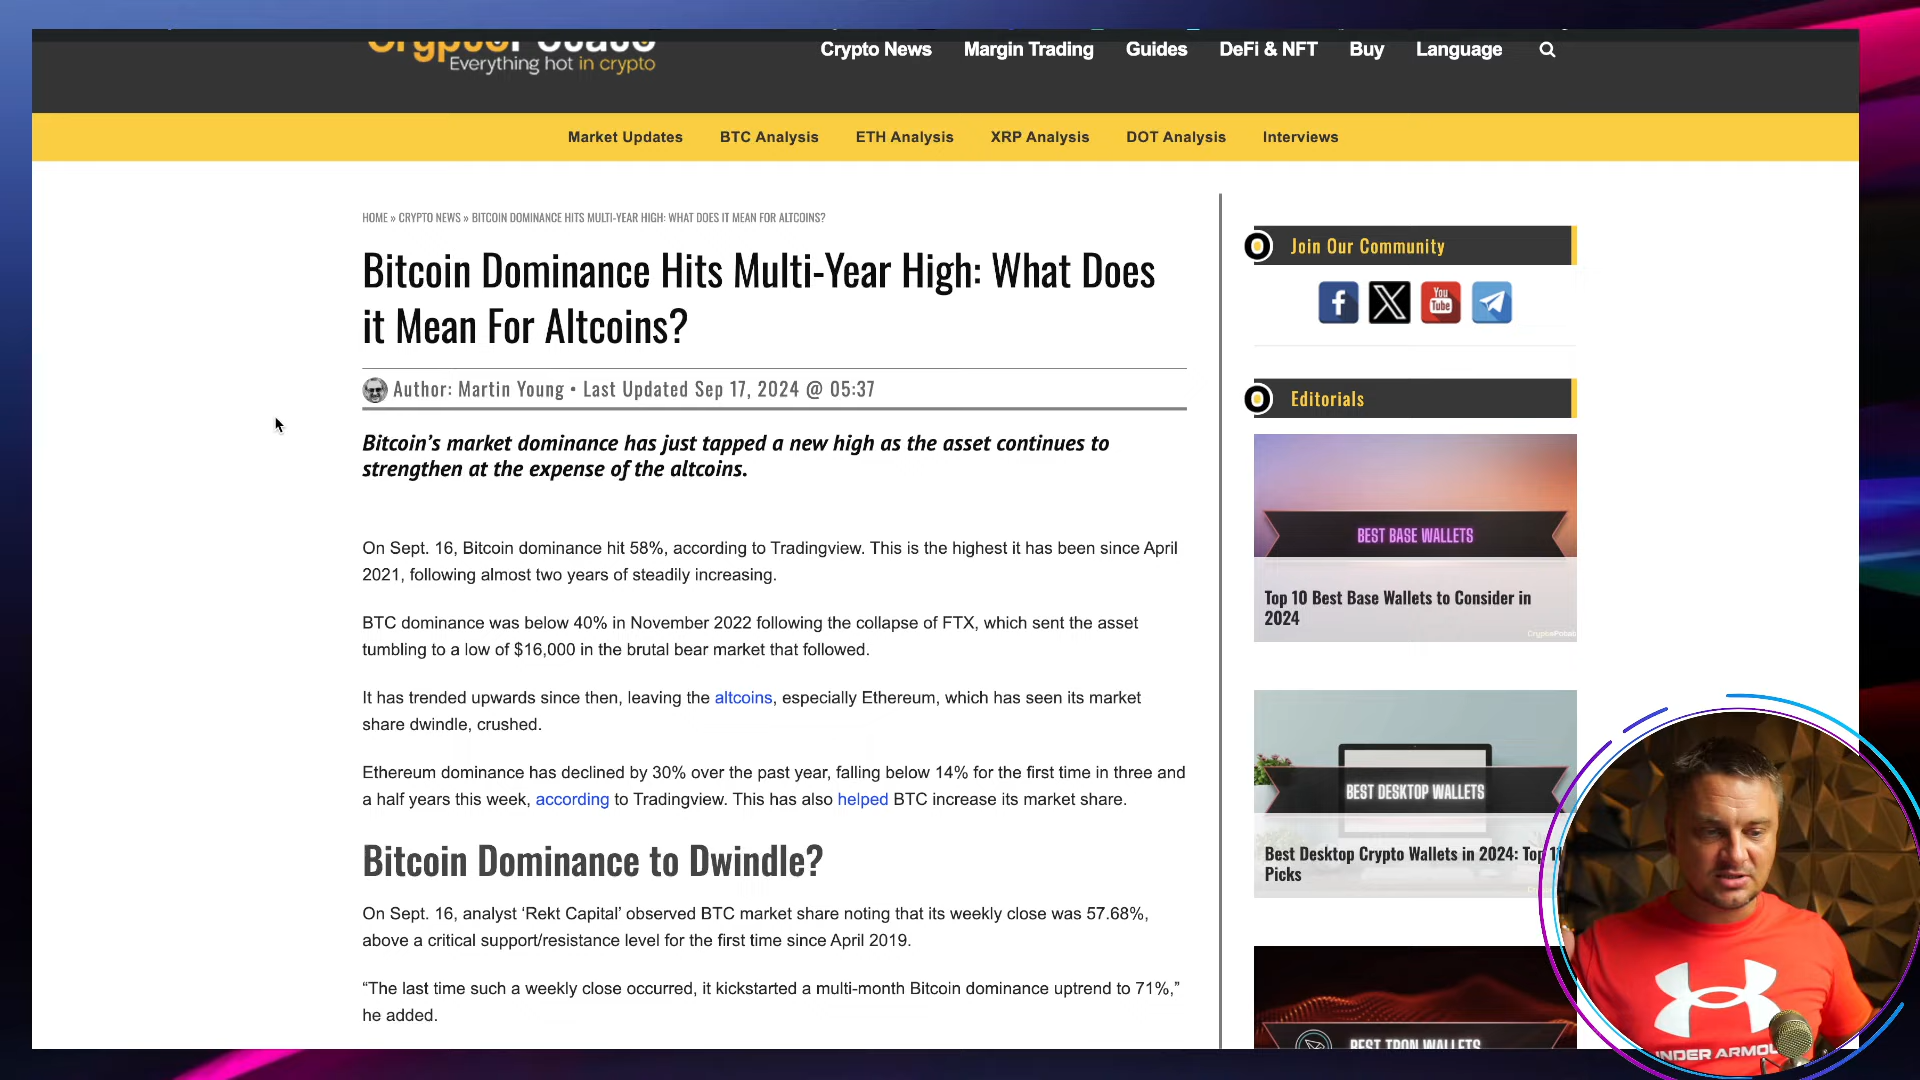 Everything hot in crypto
Crypto News Margin Trading Guides DeFi & NFT Buy Language
Market Updates BTC Analysis ETH Analysis XRP Analysis DOT Analysis Interviews
HOME » CRYPTO NEWS » BITCOIN DOMINANCE HITS MULTI-YEAR HIGH: WHAT DOES IT MEAN FOR ALTCOINS?
Bitcoin Dominance Hits Multi-Year High: What Does
it Mean For Altcoins?
Author: Martin Young • Last Updated Sep 17, 2024 @ 05:37
Bitcoin’s market dominance has just tapped a new high as the asset continues to
strengthen at the expense of the altcoins.
On Sept. 16, Bitcoin dominance hit 58%, according to Tradingview. This is the highest it has been since April
2021, following almost two years of steadily increasing.
BTC dominance was below 40% in November 2022 following the collapse of FTX, which sent the asset
tumbling to a low of $16,000 in the brutal bear market that followed.
It has trended upwards since then, leaving the altcoins, especially Ethereum, which has seen its market
share dwindle, crushed.
Ethereum dominance has declined by 30% over the past year, falling below 14% for the first time in three and
a half years this week, according to Tradingview. This has also helped BTC increase its market share.
Bitcoin Dominance to Dwindle?
On Sept. 16, analyst ‘Rekt Capital’ observed BTC market share noting that its weekly close was 57.68%,
above a critical support/resistance level for the first time since April 2019.
“The last time such a weekly close occurred, it kickstarted a multi-month Bitcoin dominance uptrend to 71%,”
he added.
Join Our Community
You
Tube
Editorials
BEST BASE WALLETS
Top 10 Best Base Wallets to Consider in
2024
BEST DESKTOP WALLETS
Best Desktop Crypto Wallets in 2024: Top
Picks
BEST TRON WALLETS
UNDER ARMOU